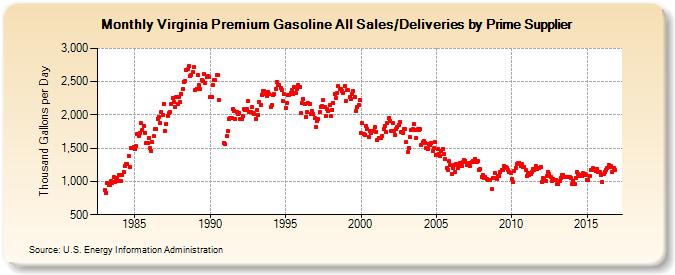 Monthly Virginia Premium Gasoline All Sales/Deliveries by Prime Supplier
Thousand Gallons per Day
3,000
2,500
2,000
1,500
1,000
500
1985 1990 1995 2000 2005 2010 2015
Source: U.S. Energy Information Administration